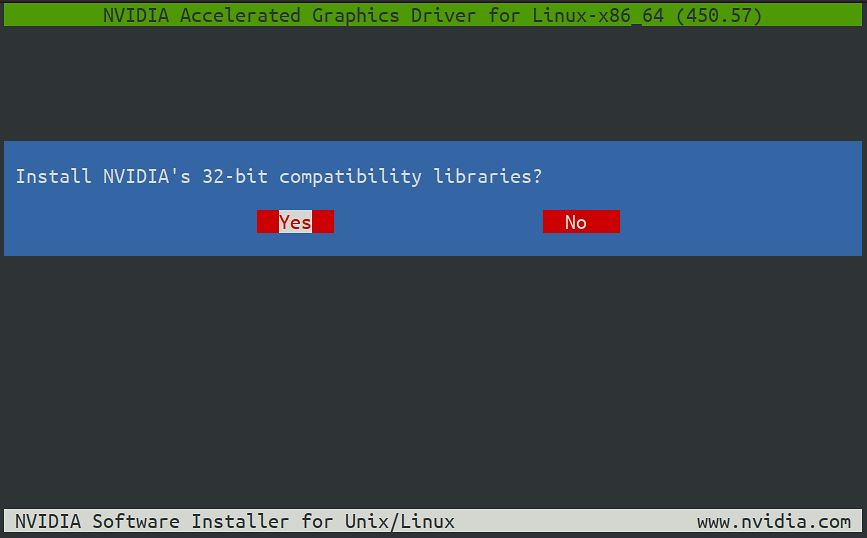 NVIDIA Accelerated Graphics Driver for Linux-x86_64 (450.57)
Install NVIDIA's 32-bit compatibility libraries?
Yes No
NVIDIA Software Installer for Unix/Linux www.nvidia.com